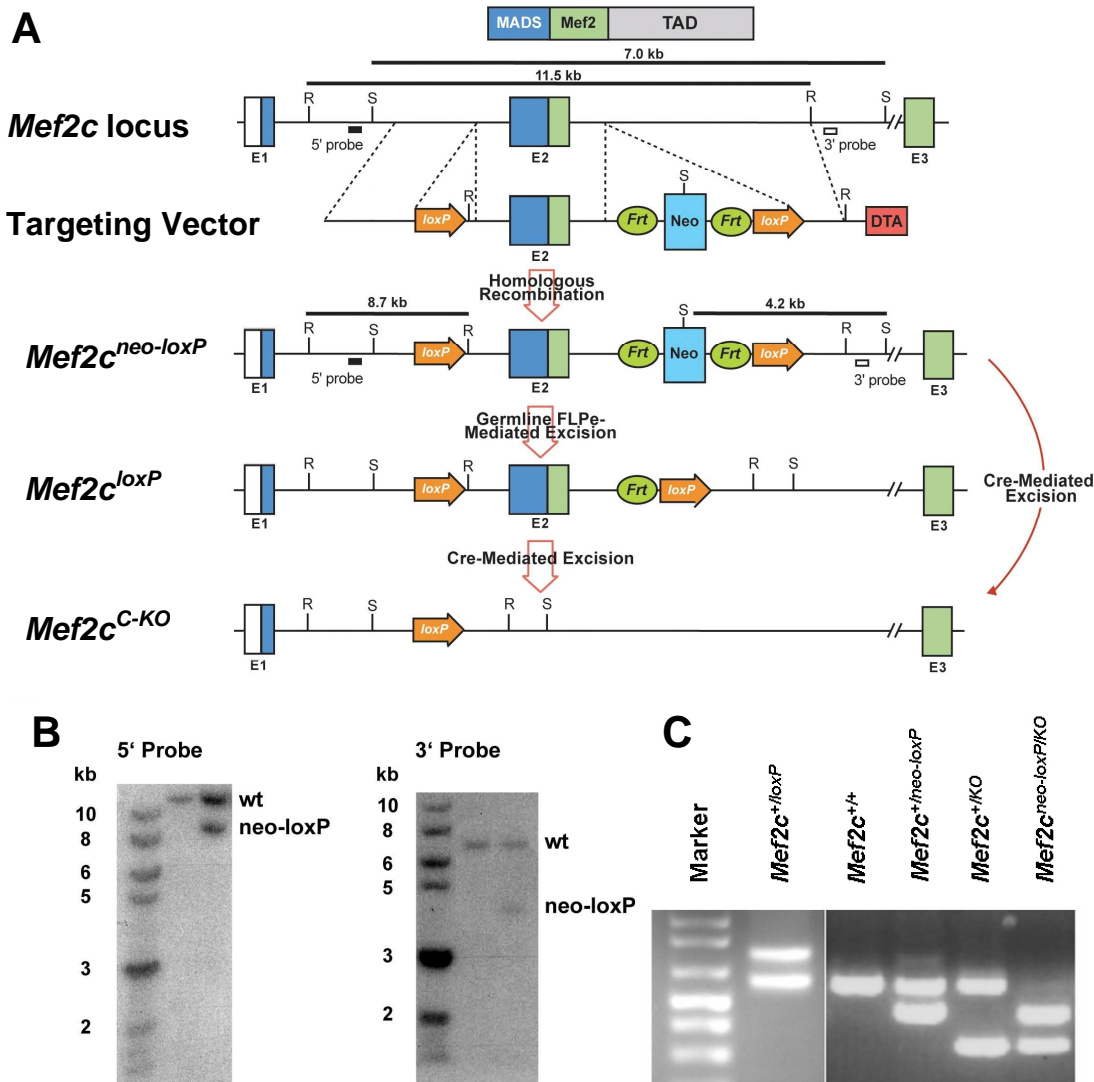 A
MADS Mef2 TAD
7.0 kb
11.5 kb
R S R S
Mef2c locus
5' probe 3' probe
E1 E2 E3
S
R R
Targeting Vector
loxP Frt Neo Frt loxP DTA
E2
Homologous
Recombination
8.7 kb 4.2 kb
S
R S R R S
Mef2c neo-loxP
loxP Frt Neo Frt loxP
5' probe 3' probe
E1 E2 E3
Germline FLPe-
Mediated Excision
R S R R S
Mef2c loxP
loxP Frt loxP
E1 E2 E3
Cre-Mediated
Excision
Cre-Mediated Excision
R S R S
Mef2c C-KO
loxP
E1 E3
B
5‘ Probe
kb
10
8
6
5
3
2
wt
neo-loxP
3‘ Probe
kb
10
8
6
5
3
2
wt
neo-loxP
C
Marker
Mef2c+/loxP
Mef2c+/+
Mef2c+/neo-loxP
Mef2c+/KO
Mef2cneo-loxP/KO